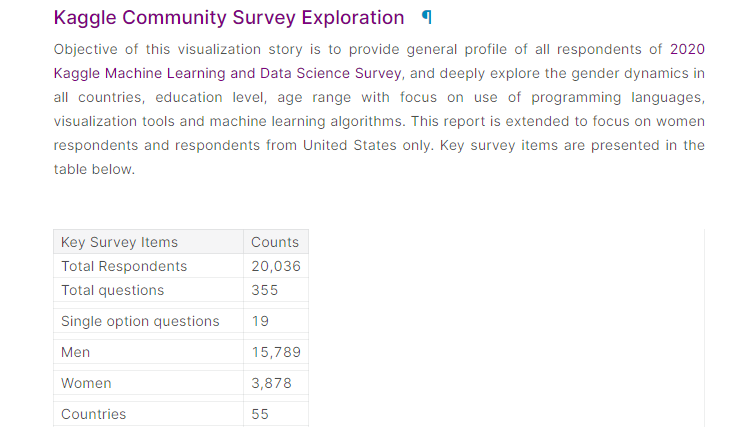 Kaggle Community Survey Exploration ¶
Objective of this visualization story is to provide general profile of all respondents of 2020
Kaggle Machine Learning and Data Science Survey, and deeply explore the gender dynamics in
all countries, education level, age range with focus on use of programming languages,
visualization tools and machine learning algorithms. This report is extended to focus on women
respondents and respondents from United States only. Key survey items are presented in the
table below.
Key Survey Items Counts
Total Respondents 20,036
Total questions 355
Single option questions 19
Men 15,789
Women 3,878
Countries 55